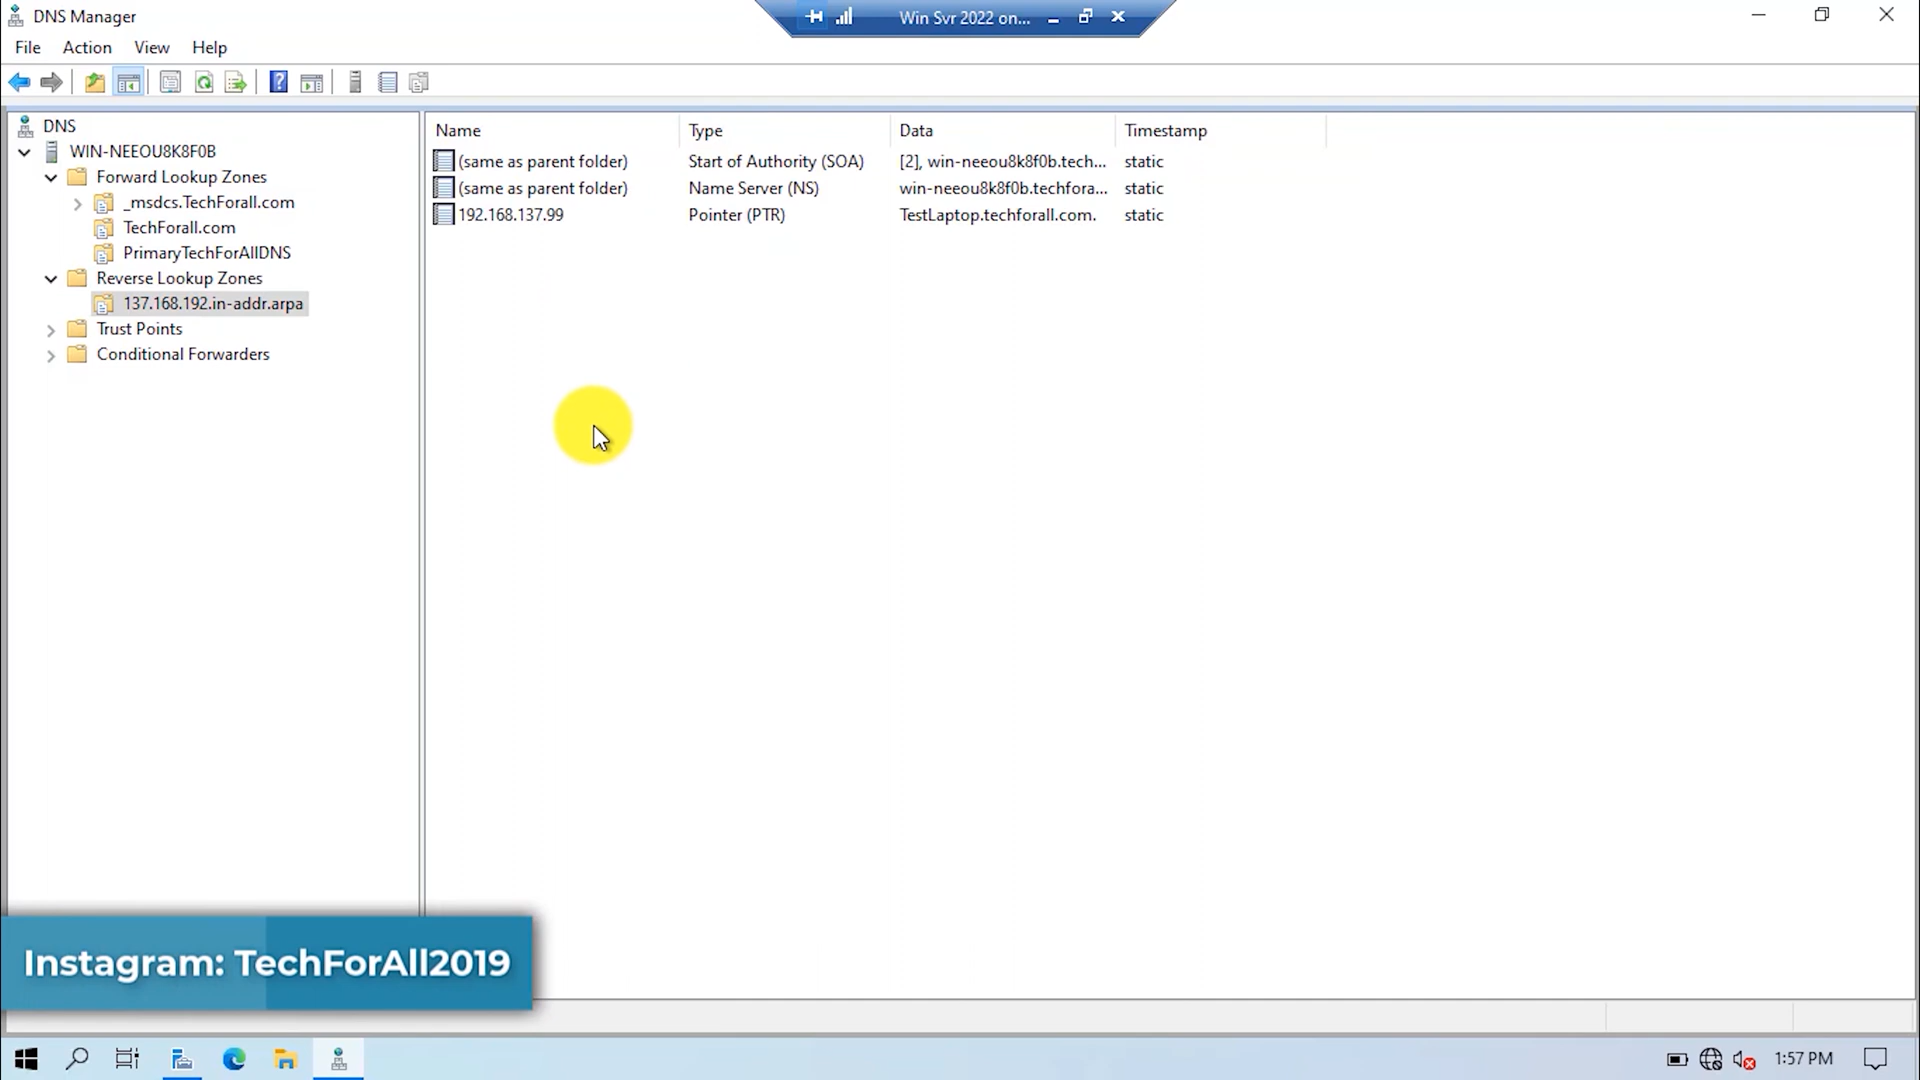 DNS Manager
Win Svr 2022 on...
File Action View Help
DNS
WIN-NEEOU8K8F0B
Forward Lookup Zones
_msdcs.TechForall.com
TechForall.com
PrimaryTechForAllDNS
Reverse Lookup Zones
137.168.192.in-addr.arpa
Trust Points
Conditional Forwarders
Name Type Data Timestamp
(same as parent folder) Start of Authority (SOA) [2], win-neeou8k8f0b.tech... static
(same as parent folder) Name Server (NS) win-neeou8k8f0b.techfora... static
192.168.137.99 Pointer (PTR) TestLaptop.techforall.com. static
Instagram: TechForAll2019
1:57 PM